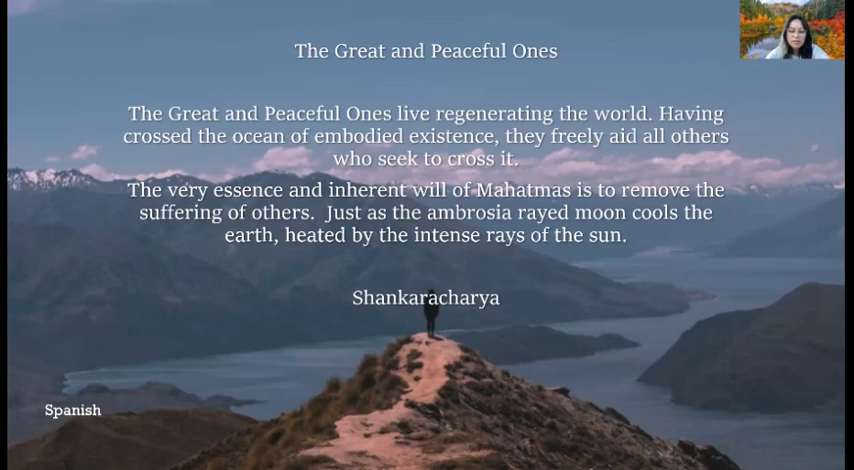 The Great and Peaceful Ones
The Great and Peaceful Ones live regenerating the world. Having
crossed the ocean of embodied existence, they freely aid all others
who seek to cross it.
The very essence and inherent will of Mahatmas is to remove the
suffering of others. Just as the ambrosia rayed moon cools the
earth, heated by the intense rays of the sun.
Shankaracharya
Spanish